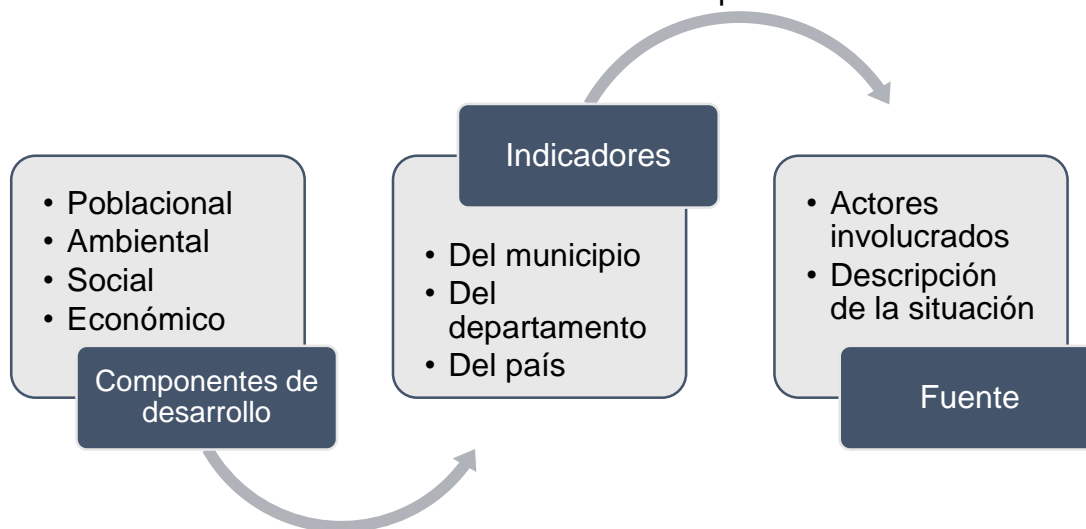 • Poblacional
• Ambiental
• Social
• Económico
Componentes de
desarrollo
Indicadores
• Del municipio
• Del
departamento
• Del país
• Actores
involucrados
• Descripción
de la situación
Fuente